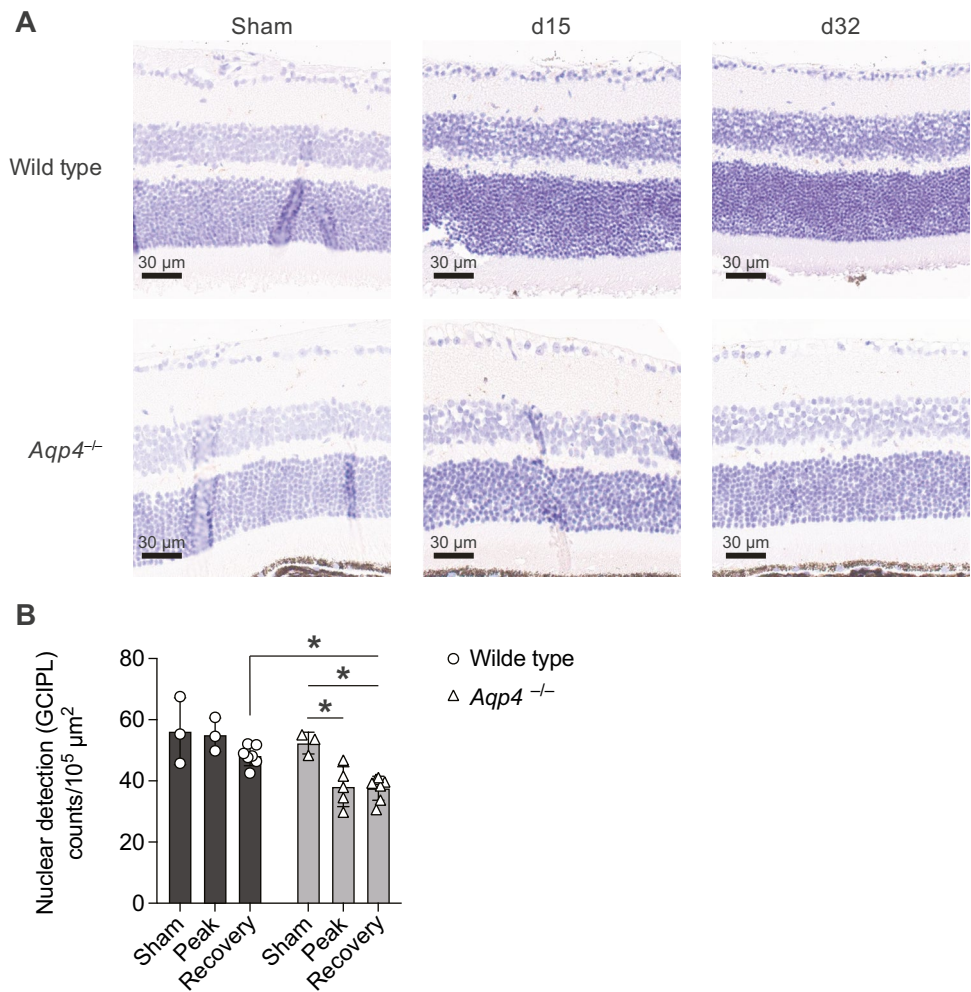 A
Sham
d15
d32
Wild type
30 µm
30 µm
30 µm
Aqp4–/–
30 µm
30 µm
30 µm
B
Nuclear detection (GCIPL)
counts/10⁵ µm²
80
60
40
20
0
*
*
*
Sham
Peak
Recovery
Sham
Peak
Recovery
Wilde type
Aqp4 –/–